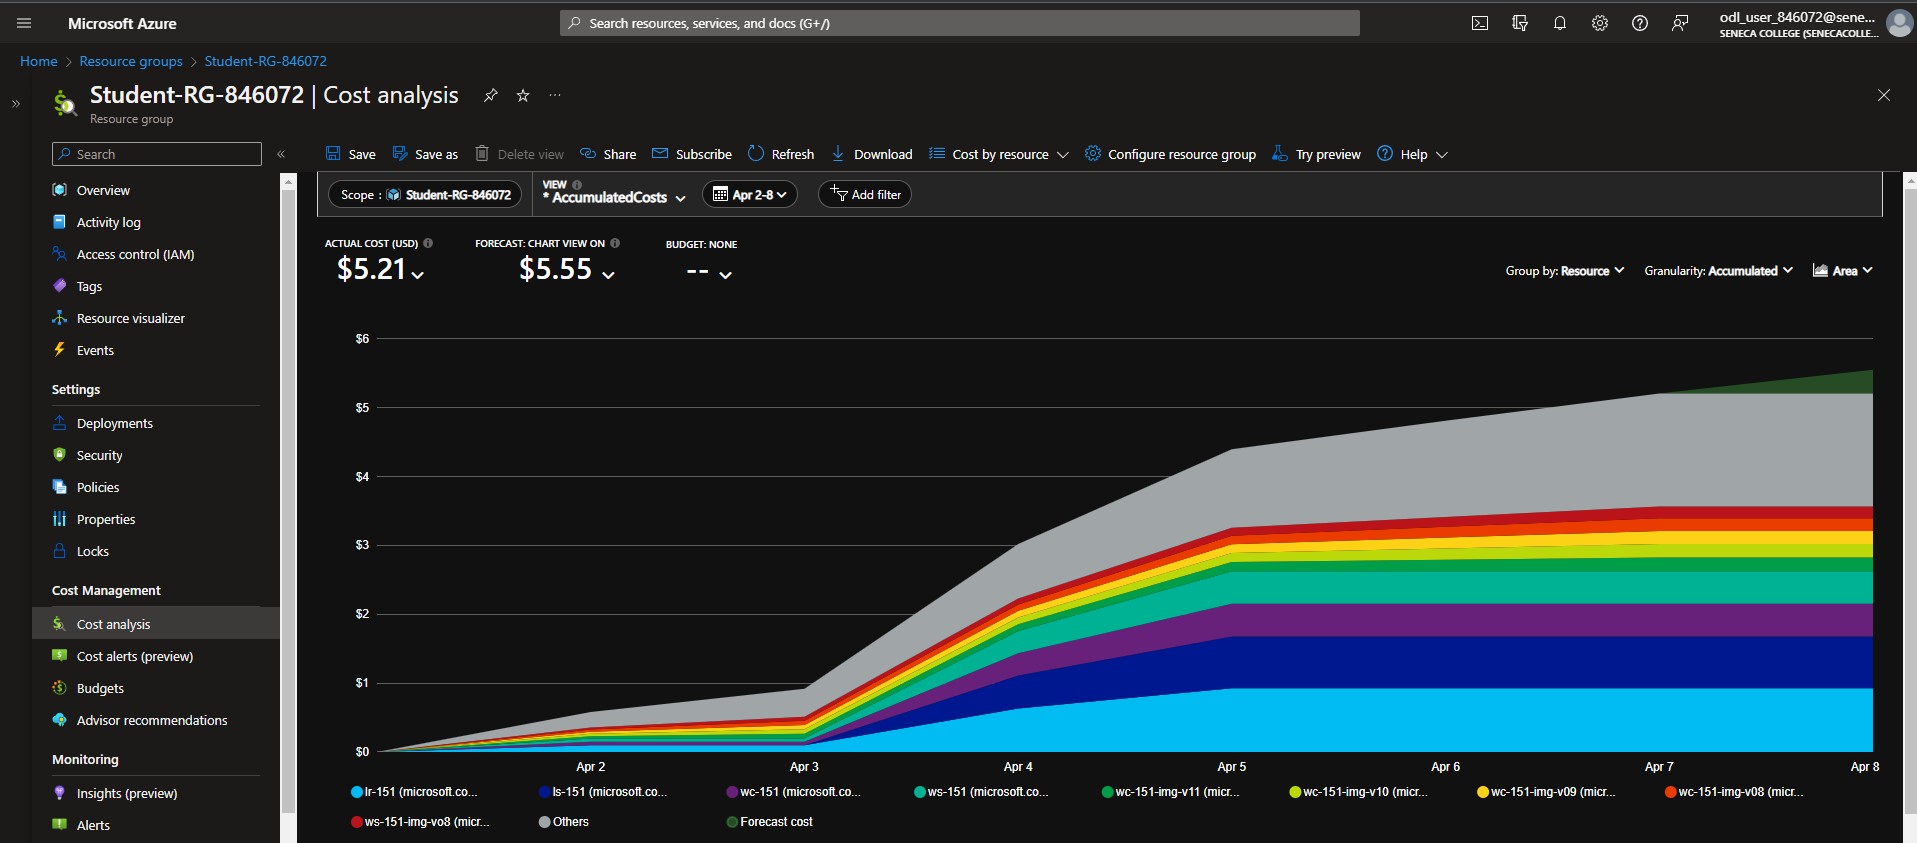 Microsoft Azure
Search resources, services, and docs (G+/)
odl_user_846072@sene...
SENECA COLLEGE (SENECACOLLE...
Home > Resource groups > Student-RG-846072
Student-RG-846072 | Cost analysis
Resource group
Search
Save
Save as
Delete view
Share
Subscribe
Refresh
Download
Cost by resource
Configure resource group
Try preview
Help
Overview
Activity log
Access control (IAM)
Tags
Resource visualizer
Events
Settings
Deployments
Security
Policies
Properties
Locks
Cost Management
Cost analysis
Cost alerts (preview)
Budgets
Advisor recommendations
Monitoring
Insights (preview)
Alerts
Scope : Student-RG-846072
VIEW
* AccumulatedCosts
Apr 2-8
Add filter
ACTUAL COST (USD)
$5.21
FORECAST: CHART VIEW ON
$5.55
BUDGET: NONE
--
Group by: Resource
Granularity: Accumulated
Area
$6
$5
$4
$3
$2
$1
$0
Apr 2
Apr 3
Apr 4
Apr 5
Apr 6
Apr 7
Apr 8
lr-151 (microsoft.co...
ls-151 (microsoft.co...
wc-151 (microsoft.co...
ws-151 (microsoft.co...
wc-151-img-v11 (micr...
wc-151-img-v10 (micr...
wc-151-img-v09 (micr...
wc-151-img-v08 (micr...
ws-151-img-vo8 (micr...
Others
Forecast cost